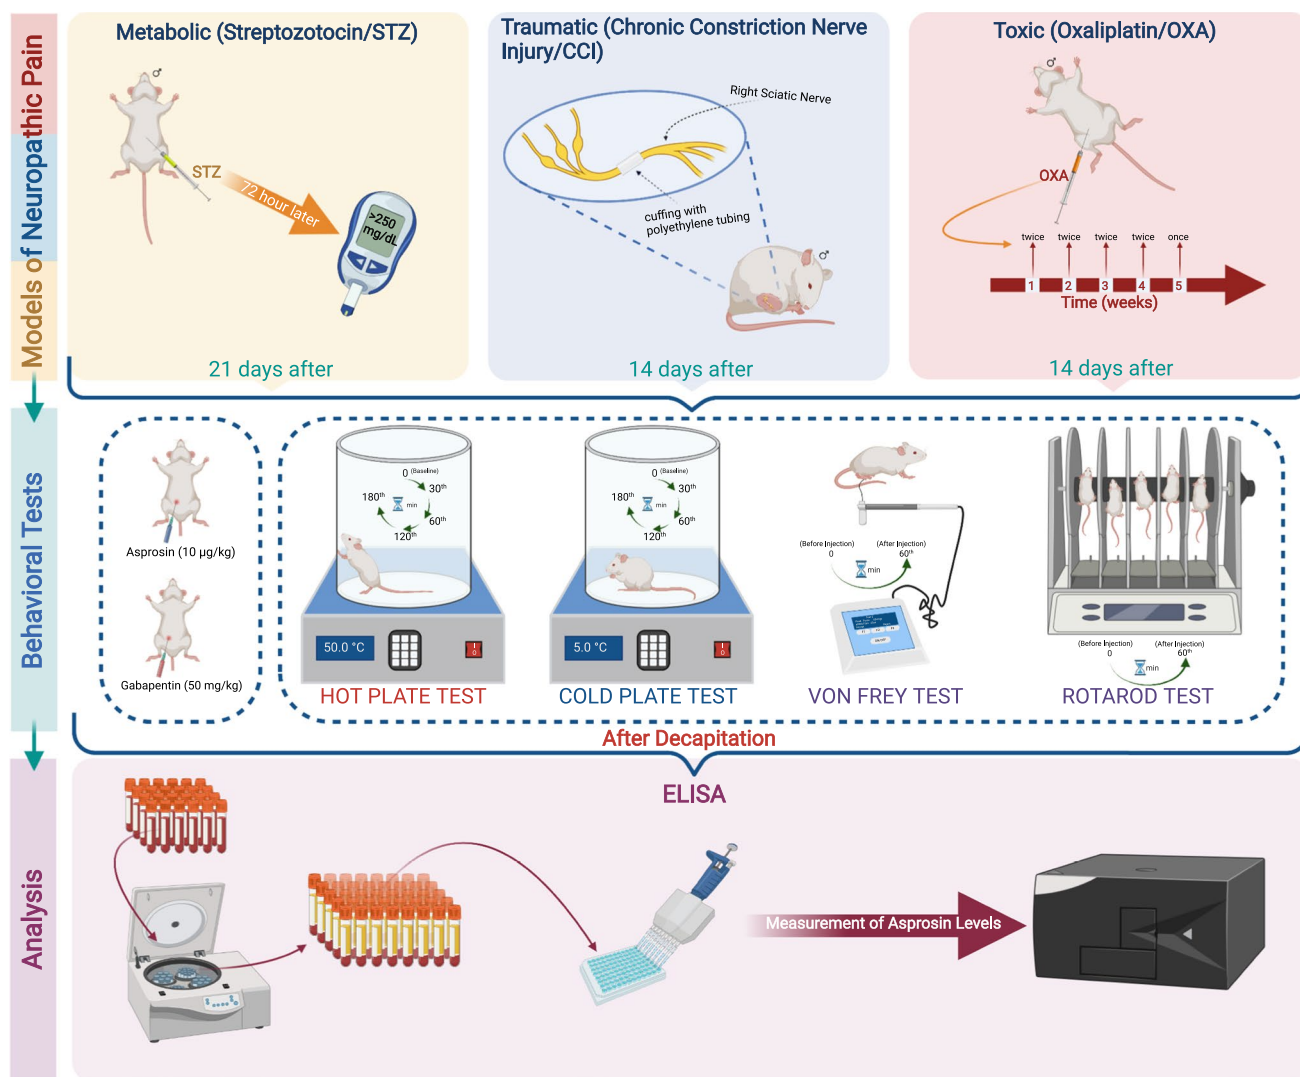 Models of Neuropathic Pain
Metabolic (Streptozotocin/STZ)
♂
STZ
72 hour later
>250
mg/dL
21 days after
Traumatic (Chronic Constriction Nerve
Injury/CCI)
Right Sciatic Nerve
cuffing with
polyethylene tubing
♂
14 days after
Toxic (Oxaliplatin/OXA)
♂
OXA
twice twice twice twice once
1 2 3 4 5
Time (weeks)
14 days after
Behavioral Tests
Asprosin (10 µg/kg)
Gabapentin (50 mg/kg)
0 (Baseline)
30th
60th
120th
180th
min
50.0 °C
HOT PLATE TEST
0 (Baseline)
30th
60th
120th
180th
min
5.0 °C
COLD PLATE TEST
(Before Injection)
0
(After Injection)
60th
min
VON FREY TEST
(Before Injection)
0
(After Injection)
60th
min
ROTAROD TEST
After Decapitation
Analysis
ELISA
Measurement of Asprosin Levels